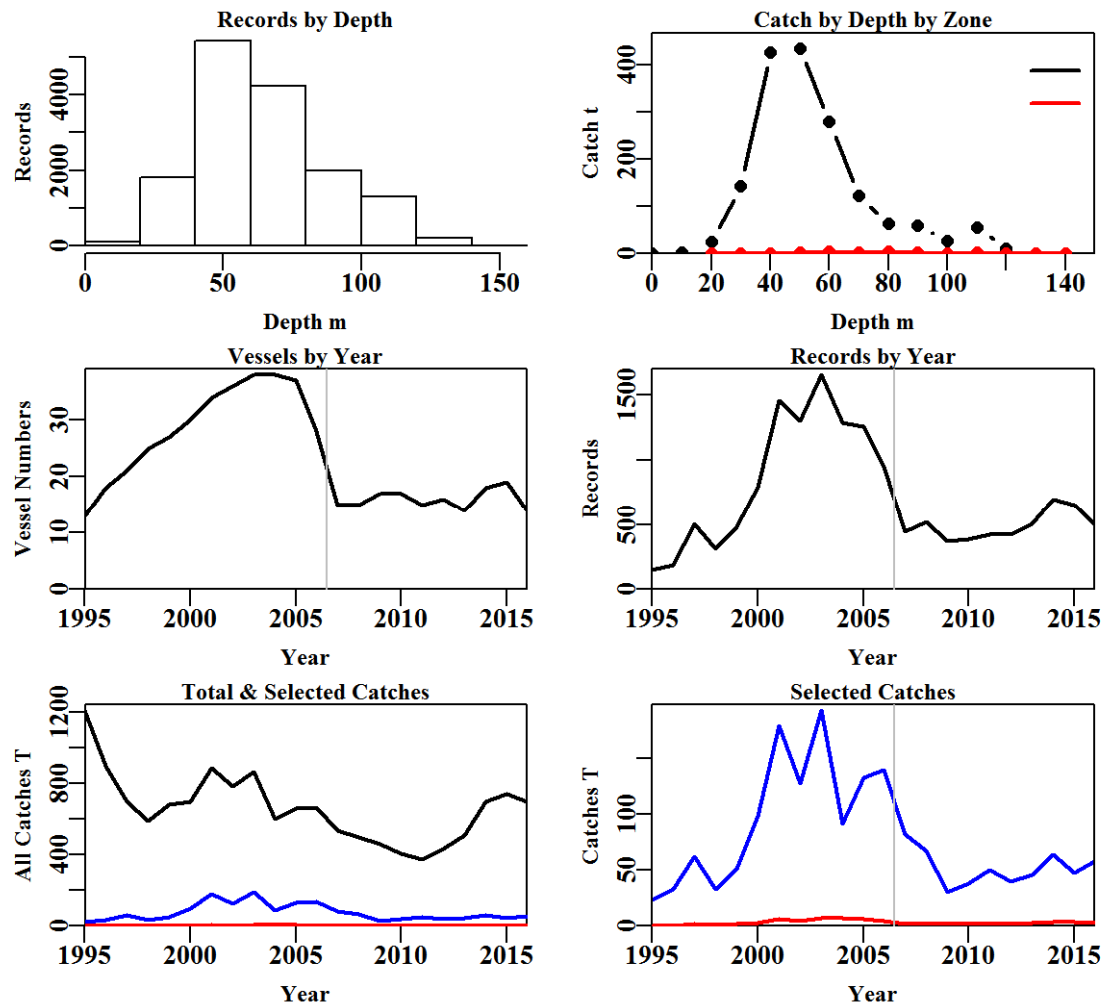 Records by Depth
Records
0 2000 4000
0 50 100 150
Depth m
Catch by Depth by Zone
Catch t
0 200 400
0 20 40 60 80 100 140
Depth m
Vessels by Year
Vessel Numbers
0 10 20 30
1995 2000 2005 2010 2015
Year
Records by Year
Records
0 500 1500
1995 2000 2005 2010 2015
Year
Total & Selected Catches
All Catches T
0 400 800 1200
1995 2000 2005 2010 2015
Year
Selected Catches
Catches T
0 50 100
1995 2000 2005 2010 2015
Year